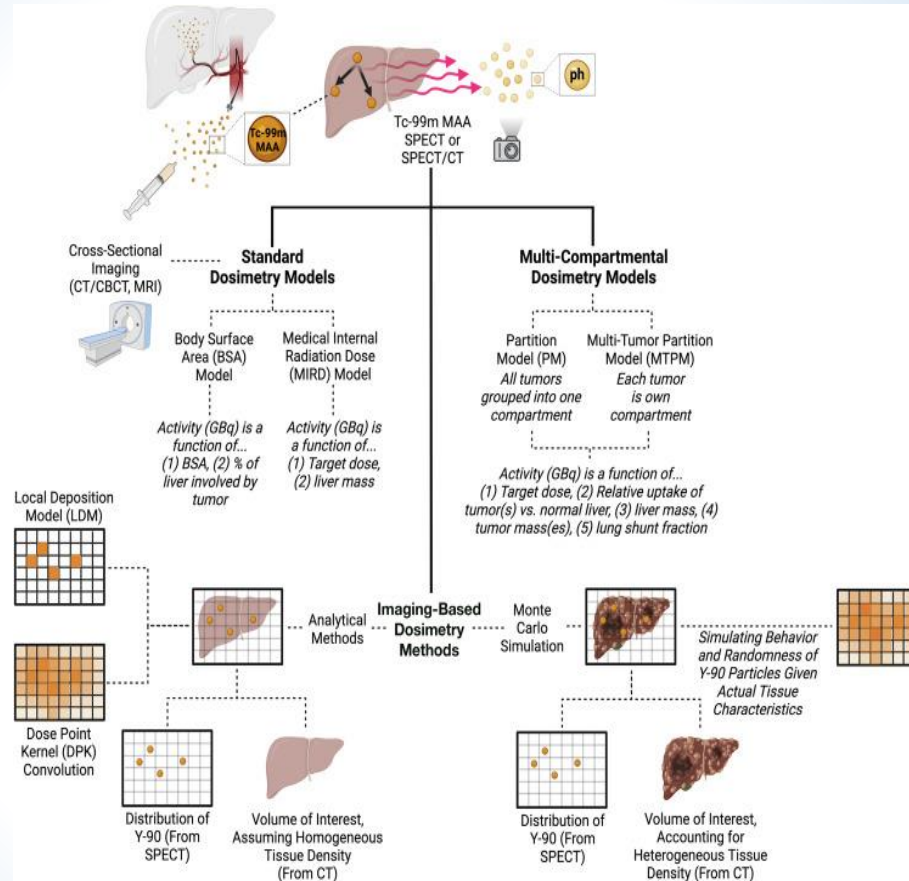 Tc-99m
MAA
ph
Tc-99m MAA
SPECT or
SPECT/CT
Cross-Sectional
Imaging
(CT/CBCT, MRI)
Standard
Dosimetry Models
Body Surface
Area (BSA)
Model
Activity (GBq) is a
function of...
(1) BSA, (2) % of
liver involved by
tumor
Medical Internal
Radiation Dose
(MIRD) Model
Activity (GBq) is
a function of...
(1) Target dose,
(2) liver mass
Multi-Compartmental
Dosimetry Models
Partition
Model (PM)
All tumors
grouped into one
compartment
Multi-Tumor Partition
Model (MTPM)
Each tumor
is own
compartment
Activity (GBq) is a function of...
(1) Target dose, (2) Relative uptake of
tumor(s) vs. normal liver, (3) liver mass, (4)
tumor mass(es), (5) lung shunt fraction
Local Deposition
Model (LDM)
Dose Point
Kernel (DPK)
Convolution
Analytical
Methods
Imaging-Based
Dosimetry
Methods
Monte
Carlo
Simulation
Simulating Behavior
and Randomness of
Y-90 Particles Given
Actual Tissue
Characteristics
Distribution of
Y-90 (From
SPECT)
Volume of Interest,
Assuming Homogeneous
Tissue Density
(From CT)
Distribution of
Y-90 (From
SPECT)
Volume of Interest,
Accounting for
Heterogeneous Tissue
Density (From CT)